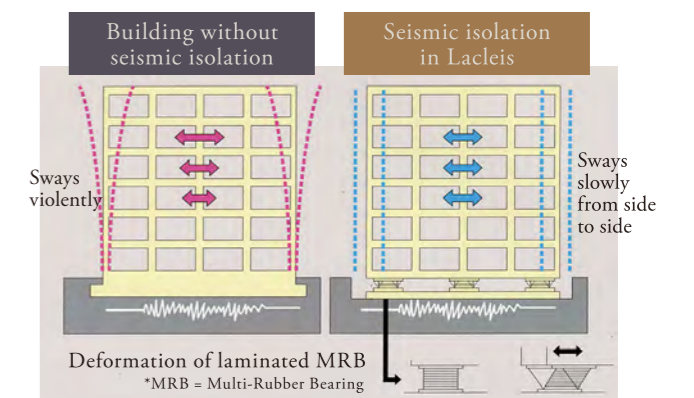 Building without
seismic isolation
Seismic isolation
in Lacleis
Sways
violently
Sways
slowly
from side
to side
Deformation of laminated MRB
*MRB = Multi-Rubber Bearing